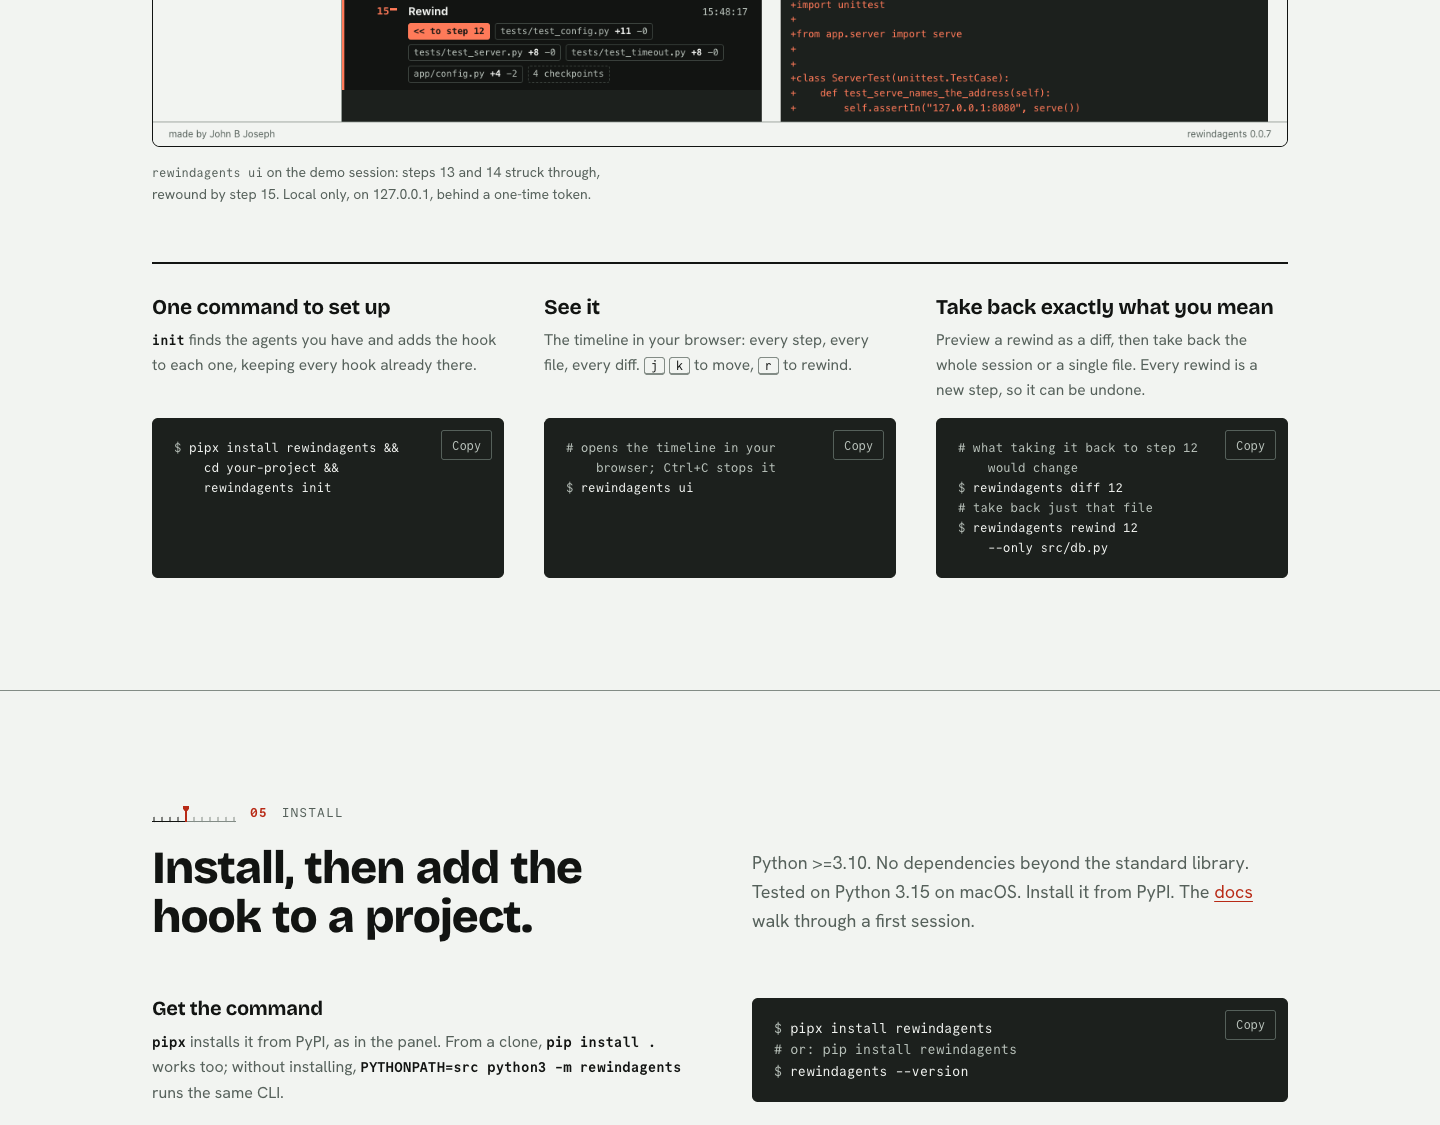 15 Rewind 15:48:17
<< to step 12 tests/test_config.py +11 −0
tests/test_server.py +8 −0 tests/test_timeout.py +8 −0
app/config.py +4 −2 4 checkpoints
+import unittest
+
+from app.server import serve
+
+
+class ServerTest(unittest.TestCase):
+    def test_serve_names_the_address(self):
+        self.assertIn("127.0.0.1:8080", serve())
made by John B Joseph
rewindagents 0.0.7
rewindagents ui on the demo session: steps 13 and 14 struck through,
rewound by step 15. Local only, on 127.0.0.1, behind a one-time token.
One command to set up
init finds the agents you have and adds the hook
to each one, keeping every hook already there.
$ pipx install rewindagents &&
cd your-project &&
rewindagents init
Copy
See it
The timeline in your browser: every step, every
file, every diff. j k to move, r to rewind.
# opens the timeline in your
browser; Ctrl+C stops it
$ rewindagents ui
Copy
Take back exactly what you mean
Preview a rewind as a diff, then take back the
whole session or a single file. Every rewind is a
new step, so it can be undone.
# what taking it back to step 12
would change
$ rewindagents diff 12
# take back just that file
$ rewindagents rewind 12
--only src/db.py
Copy
05 INSTALL
Install, then add the
hook to a project.
Python >=3.10. No dependencies beyond the standard library.
Tested on Python 3.15 on macOS. Install it from PyPI. The docs
walk through a first session.
Get the command
pipx installs it from PyPI, as in the panel. From a clone, pip install .
works too; without installing, PYTHONPATH=src python3 -m rewindagents
runs the same CLI.
$ pipx install rewindagents
# or: pip install rewindagents
$ rewindagents --version
Copy